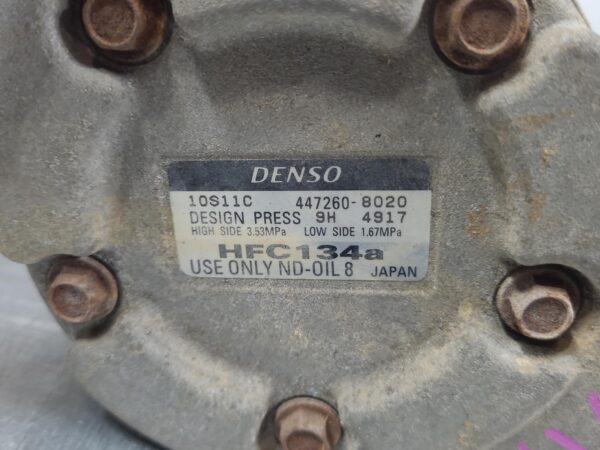 DENSO
10S11C 447260-8020
DESIGN PRESS 9H 4917
HIGH SIDE 3.53MPa LOW SIDE 1.67MPa
HFC134a
USE ONLY ND-OIL 8 JAPAN